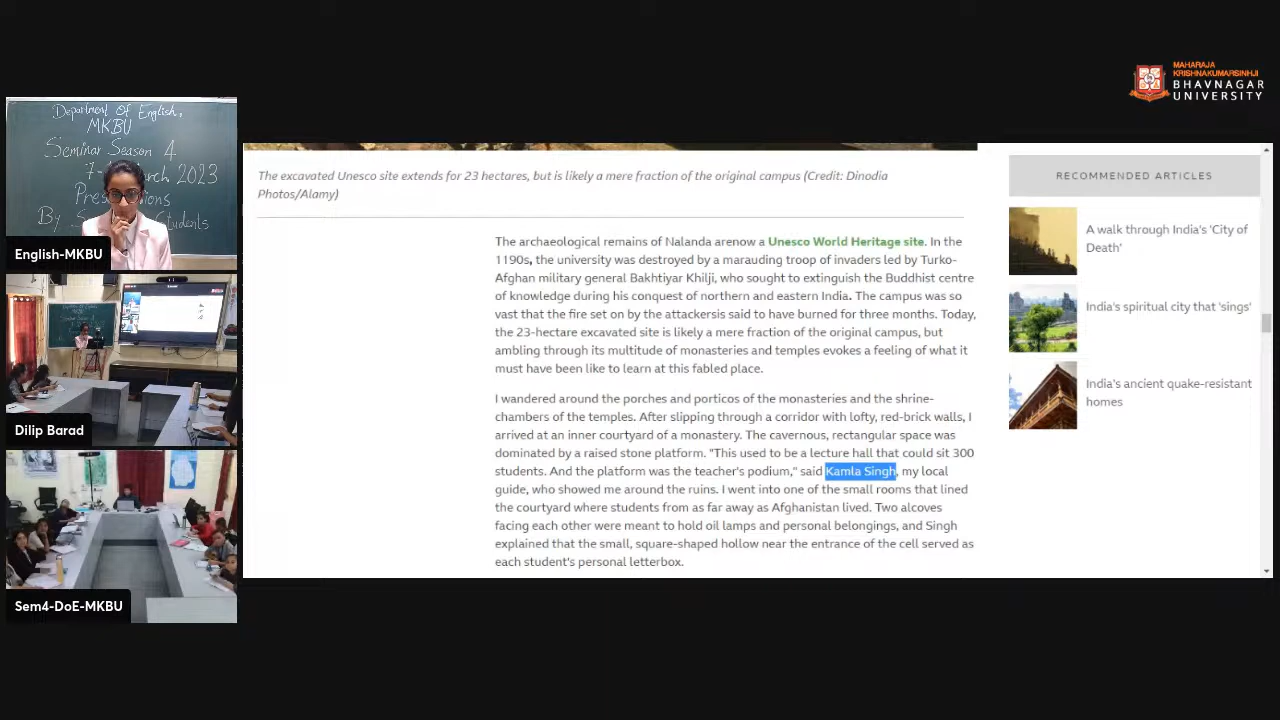 MAHARAJA
KRISHNAKUMARSINHJI
BHAVNAGAR
UNIVERSITY
Department Of English,
MKBU
Seminar Season 4
7- March 2023
By S Students
English-MKBU
Dilip Barad
Sem4-DoE-MKBU
The excavated Unesco site extends for 23 hectares, but is likely a mere fraction of the original campus (Credit: Dinodia
Photos/Alamy)
The archaeological remains of Nalanda arenow a Unesco World Heritage site. In the
1190s, the university was destroyed by a marauding troop of invaders led by Turko-
Afghan military general Bakhtiyar Khilji, who sought to extinguish the Buddhist centre
of knowledge during his conquest of northern and eastern India. The campus was so
vast that the fire set on by the attackersis said to have burned for three months. Today,
the 23-hectare excavated site is likely a mere fraction of the original campus, but
ambling through its multitude of monasteries and temples evokes a feeling of what it
must have been like to learn at this fabled place.
I wandered around the porches and porticos of the monasteries and the shrine-
chambers of the temples. After slipping through a corridor with lofty, red-brick walls, I
arrived at an inner courtyard of a monastery. The cavernous, rectangular space was
dominated by a raised stone platform. "This used to be a lecture hall that could sit 300
students. And the platform was the teacher's podium," said Kamla Singh, my local
guide, who showed me around the ruins. I went into one of the small rooms that lined
the courtyard where students from as far away as Afghanistan lived. Two alcoves
facing each other were meant to hold oil lamps and personal belongings, and Singh
explained that the small, square-shaped hollow near the entrance of the cell served as
each student's personal letterbox.
RECOMMENDED ARTICLES
A walk through India's 'City of
Death'
India's spiritual city that 'sings'
India's ancient quake-resistant
homes